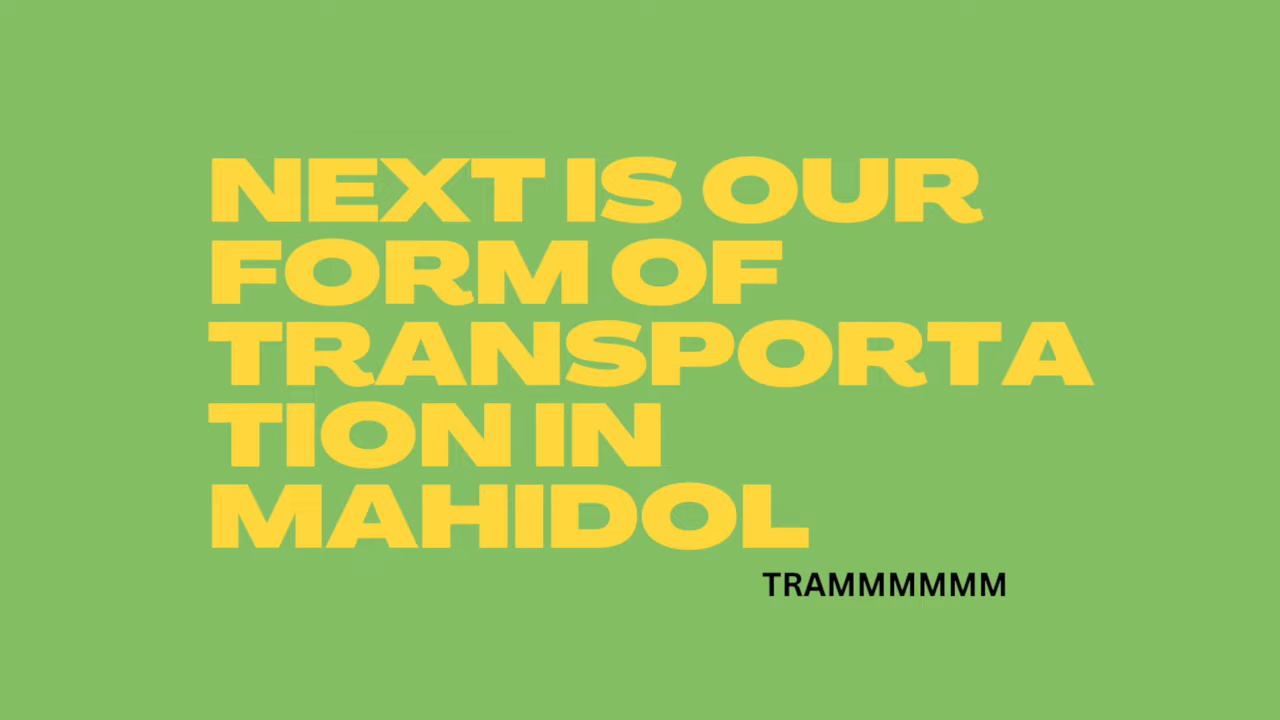 NEXT IS OUR
FORM OF
TRANSPORTA
TION IN
MAHIDOL
TRAMMMMMM